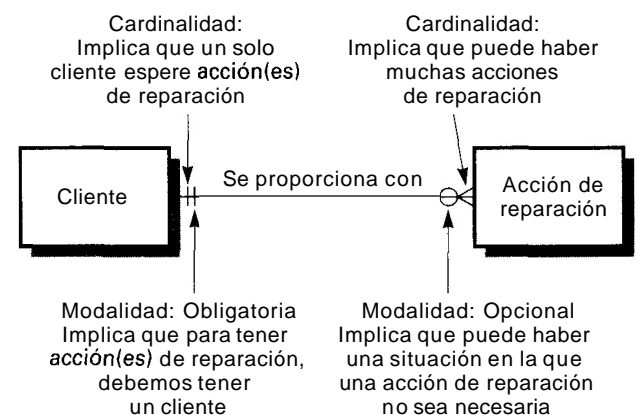 Cardinalidad:
Implica que un solo
cliente espere acción(es)
de reparación
Cardinalidad:
Implica que puede haber
muchas acciones
de reparación
Cliente
Se proporciona con
Acción de
reparación
Modalidad: Obligatoria
Implica que para tener
acción(es) de reparación,
debemos tener
un cliente
Modalidad: Opcional
Implica que puede haber
una situación en la que
una acción de reparación
no sea necesaria